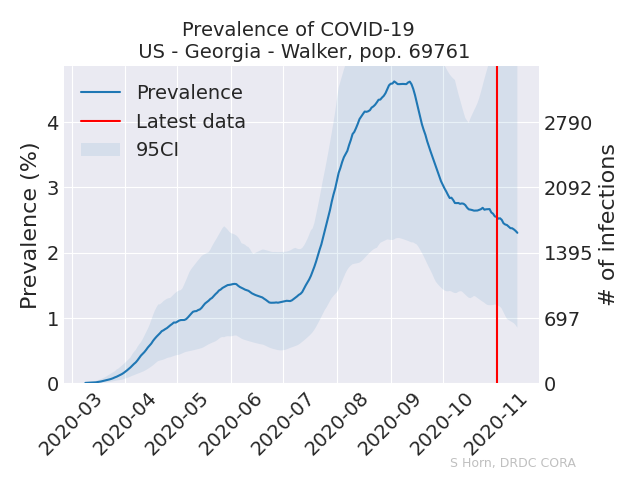 Prevalence of COVID-19
US - Georgia - Walker, pop. 69761
Prevalence
Latest data
95CI
Prevalence (%)
4
3
2
1
0
2790
2092
1395
697
0
# of infections
2020-03
2020-04
2020-05
2020-06
2020-07
2020-08
2020-09
2020-10
2020-11
S Horn, DRDC CORA